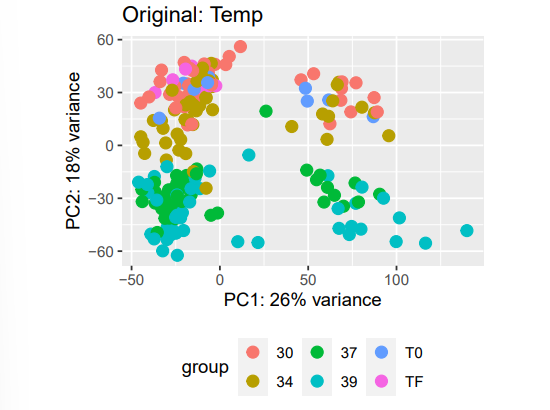 Original: Temp
60
30
0
−30
−60
PC2: 18% variance
−50 0 50 100
PC1: 26% variance
group
30 37 T0
34 39 TF